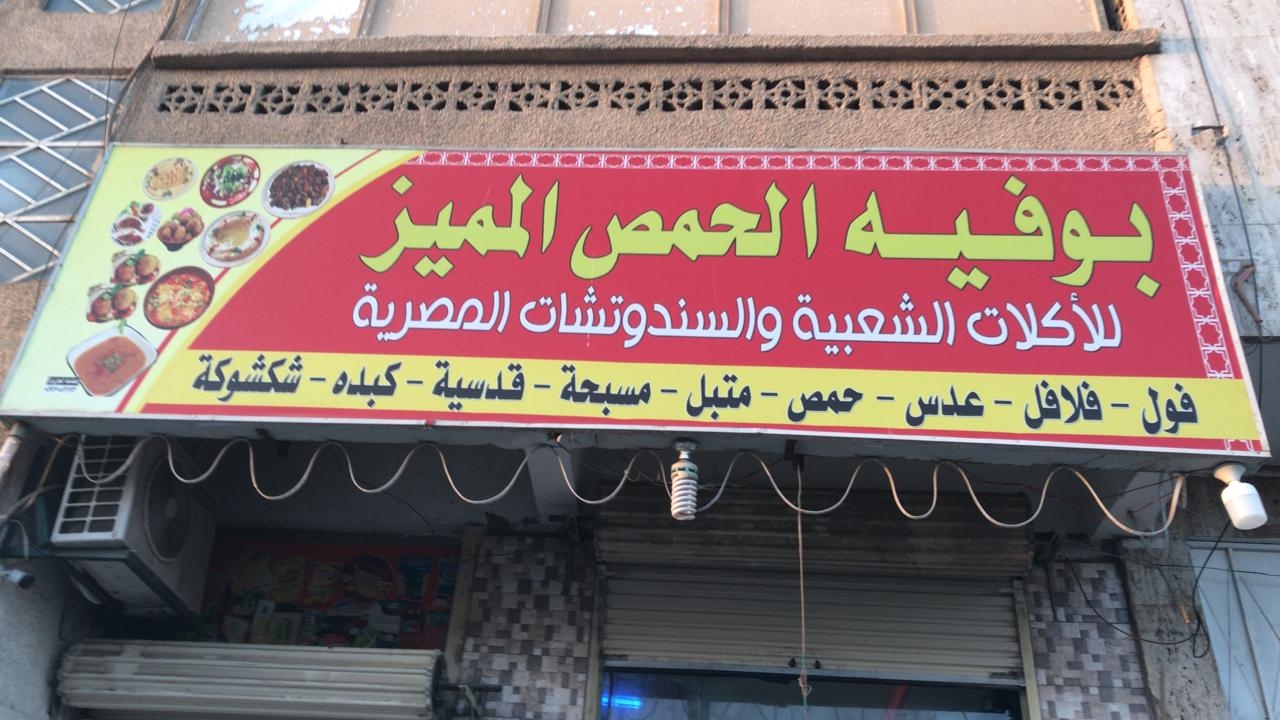 بوفيه الحمص المميز
للأكلات الشعبية والسندوتشات المصرية
فول - فلافل - عدس - حمص - متبل - مسبحة - قدسية - كبده - شكشوكة